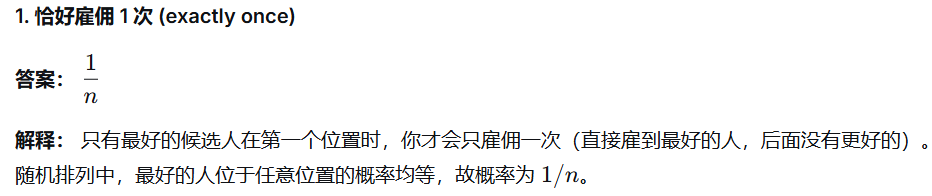 1. 恰好雇佣 1 次 (exactly once)
答案： $\frac{1}{n}$
解释： 只有最好的候选人在第一个位置时，你才会只雇佣一次（直接雇到最好的人，后面没有更好的）。
随机排列中，最好的人位于任意位置的概率均等，故概率为 1/n。